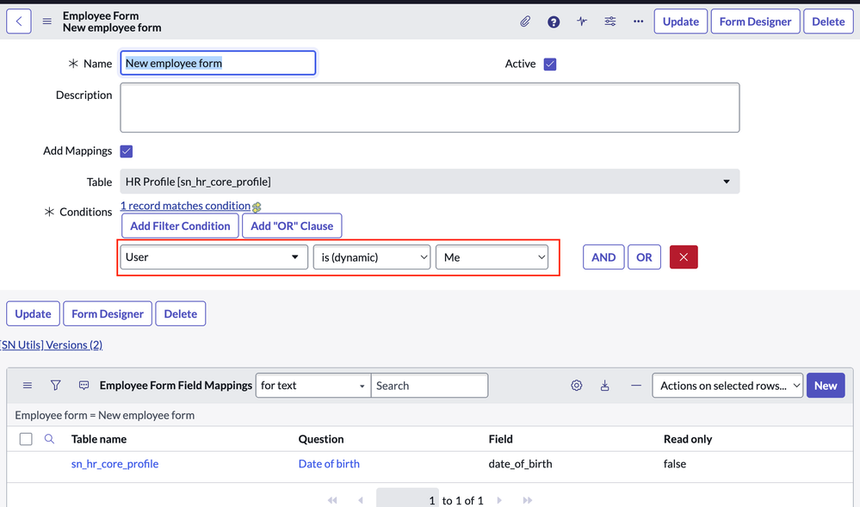 Employee Form
New employee form
Update Form Designer Delete
Name New employee form Active
Description
Add Mappings
Table HR Profile [sn_hr_core_profile]
Conditions 1 record matches condition
Add Filter Condition Add "OR" Clause
User is (dynamic) Me AND OR
Update Form Designer Delete
[SN Utils] Versions (2)
Employee Form Field Mappings for text Search Actions on selected rows... New
Employee form = New employee form
Table name Question Field Read only
sn_hr_core_profile Date of birth date_of_birth false
1 to 1 of 1